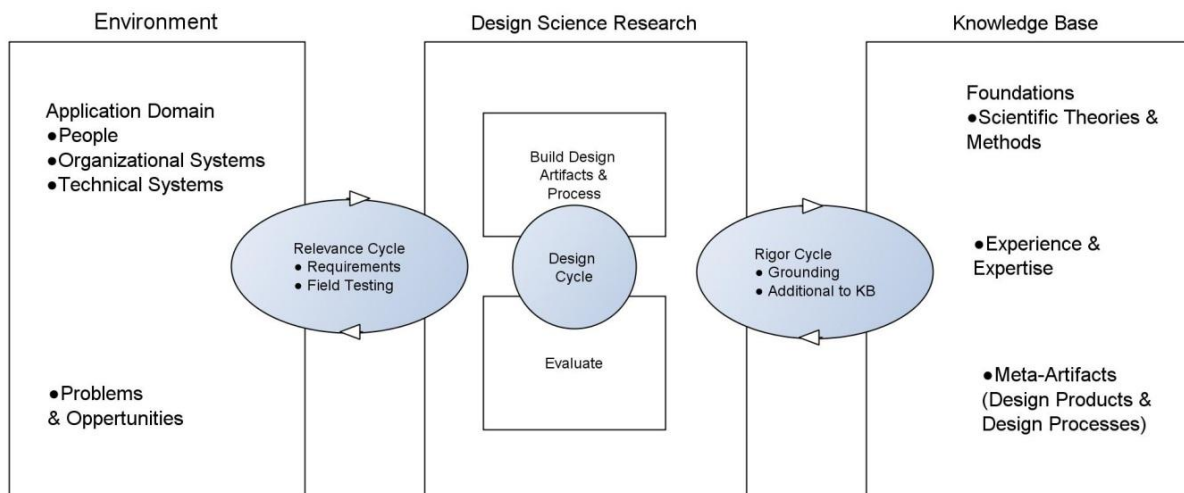 Environment
Design Science Research
Knowledge Base
Application Domain
●People
●Organizational Systems
●Technical Systems
●Problems
& Oppertunities
Relevance Cycle
● Requirements
● Field Testing
Build Design
Artifacts &
Process
Design
Cycle
Evaluate
Rigor Cycle
● Grounding
● Additional to KB
Foundations
●Scientific Theories &
Methods
●Experience &
Expertise
●Meta-Artifacts
(Design Products &
Design Processes)